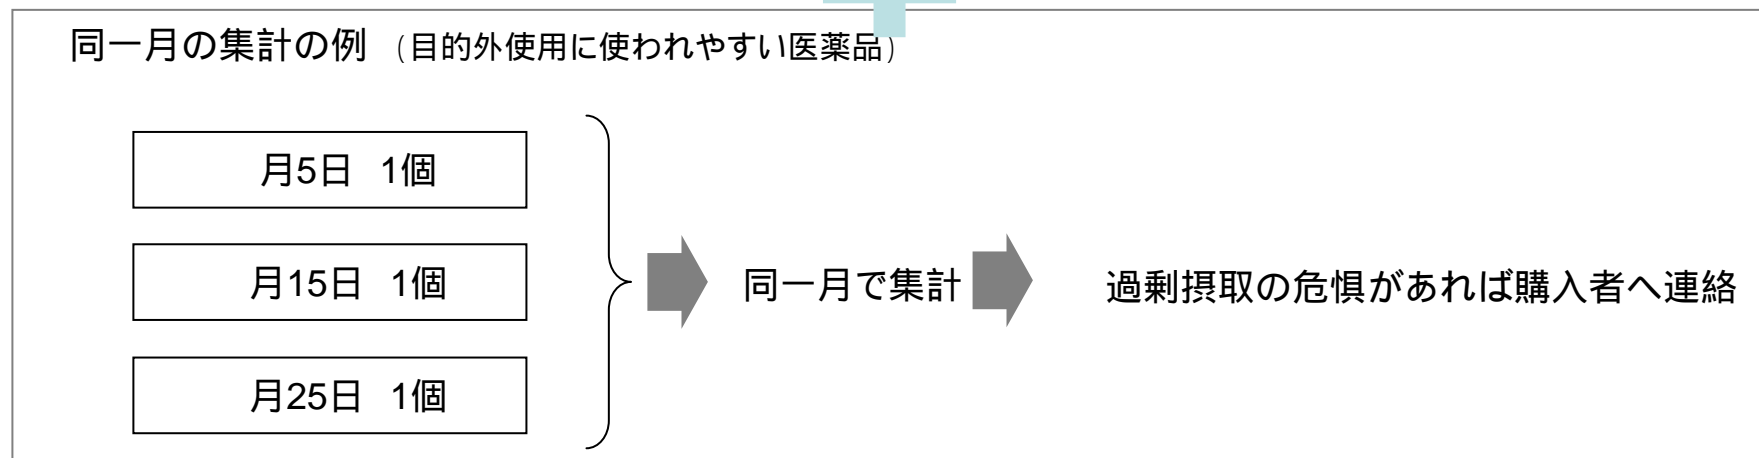 同一月の集計の例 (目的外使用に使われやすい医薬品)
月5日 1個
月15日 1個
同一月で集計
過剰摂取の危惧があれば購入者へ連絡
月25日 1個